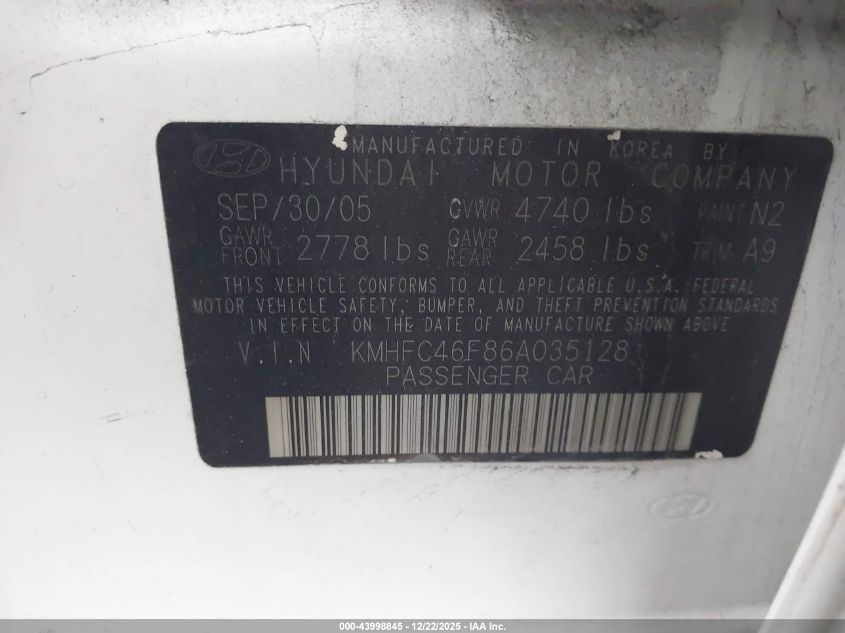 MANUFACTURED IN KOREA BY
HYUNDAI MOTOR COMPANY
SEP/30/05 GVWR 4740 lbs PAINT N2
GAWR FRONT 2778 lbs GAWR REAR 2458 lbs TRIM A9
THIS VEHICLE CONFORMS TO ALL APPLICABLE U.S.A. FEDERAL
MOTOR VEHICLE SAFETY, BUMPER, AND THEFT PREVENTION STANDARDS
IN EFFECT ON THE DATE OF MANUFACTURE SHOWN ABOVE
V.I.N KMHFC46F86A035128
PASSENGER CAR
000-43998845 - 12/22/2025 - IAA Inc.